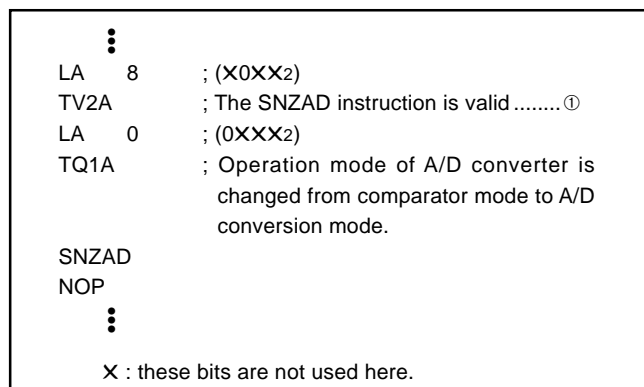 LA 8 ; (✕0✕✕2)
TV2A ; The SNZAD instruction is valid ........ ①
LA 0 ; (0✕✕✕2)
TQ1A ; Operation mode of A/D converter is
changed from comparator mode to A/D
conversion mode.
SNZAD
NOP
✕ : these bits are not used here.